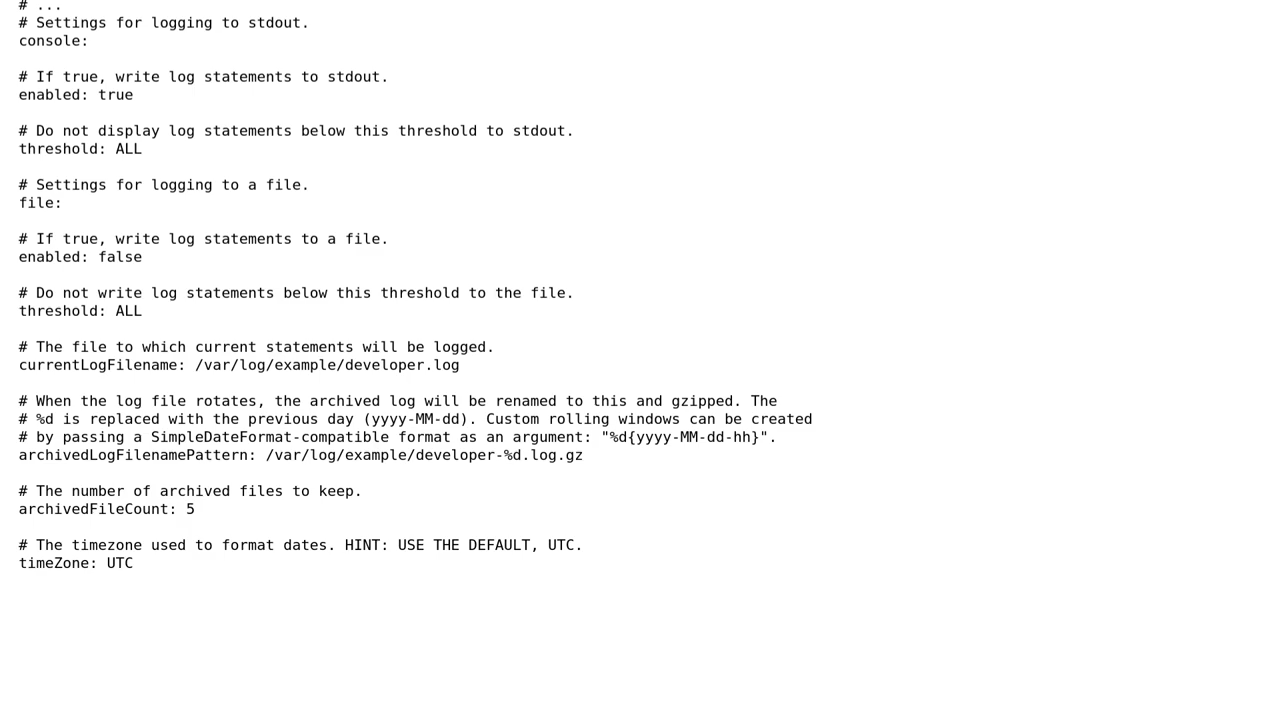 # ...
# Settings for logging to stdout.
console:
# If true, write log statements to stdout.
enabled: true
# Do not display log statements below this threshold to stdout.
threshold: ALL
# Settings for logging to a file.
file:
# If true, write log statements to a file.
enabled: false
# Do not write log statements below this threshold to the file.
threshold: ALL
# The file to which current statements will be logged.
currentLogFilename: /var/log/example/developer.log
# When the log file rotates, the archived log will be renamed to this and gzipped. The
# %d is replaced with the previous day (yyyy-MM-dd). Custom rolling windows can be created
# by passing a SimpleDateFormat-compatible format as an argument: "%d{yyyy-MM-dd-hh}".
archivedLogFilenamePattern: /var/log/example/developer-%d.log.gz
# The number of archived files to keep.
archivedFileCount: 5
# The timezone used to format dates. HINT: USE THE DEFAULT, UTC.
timeZone: UTC